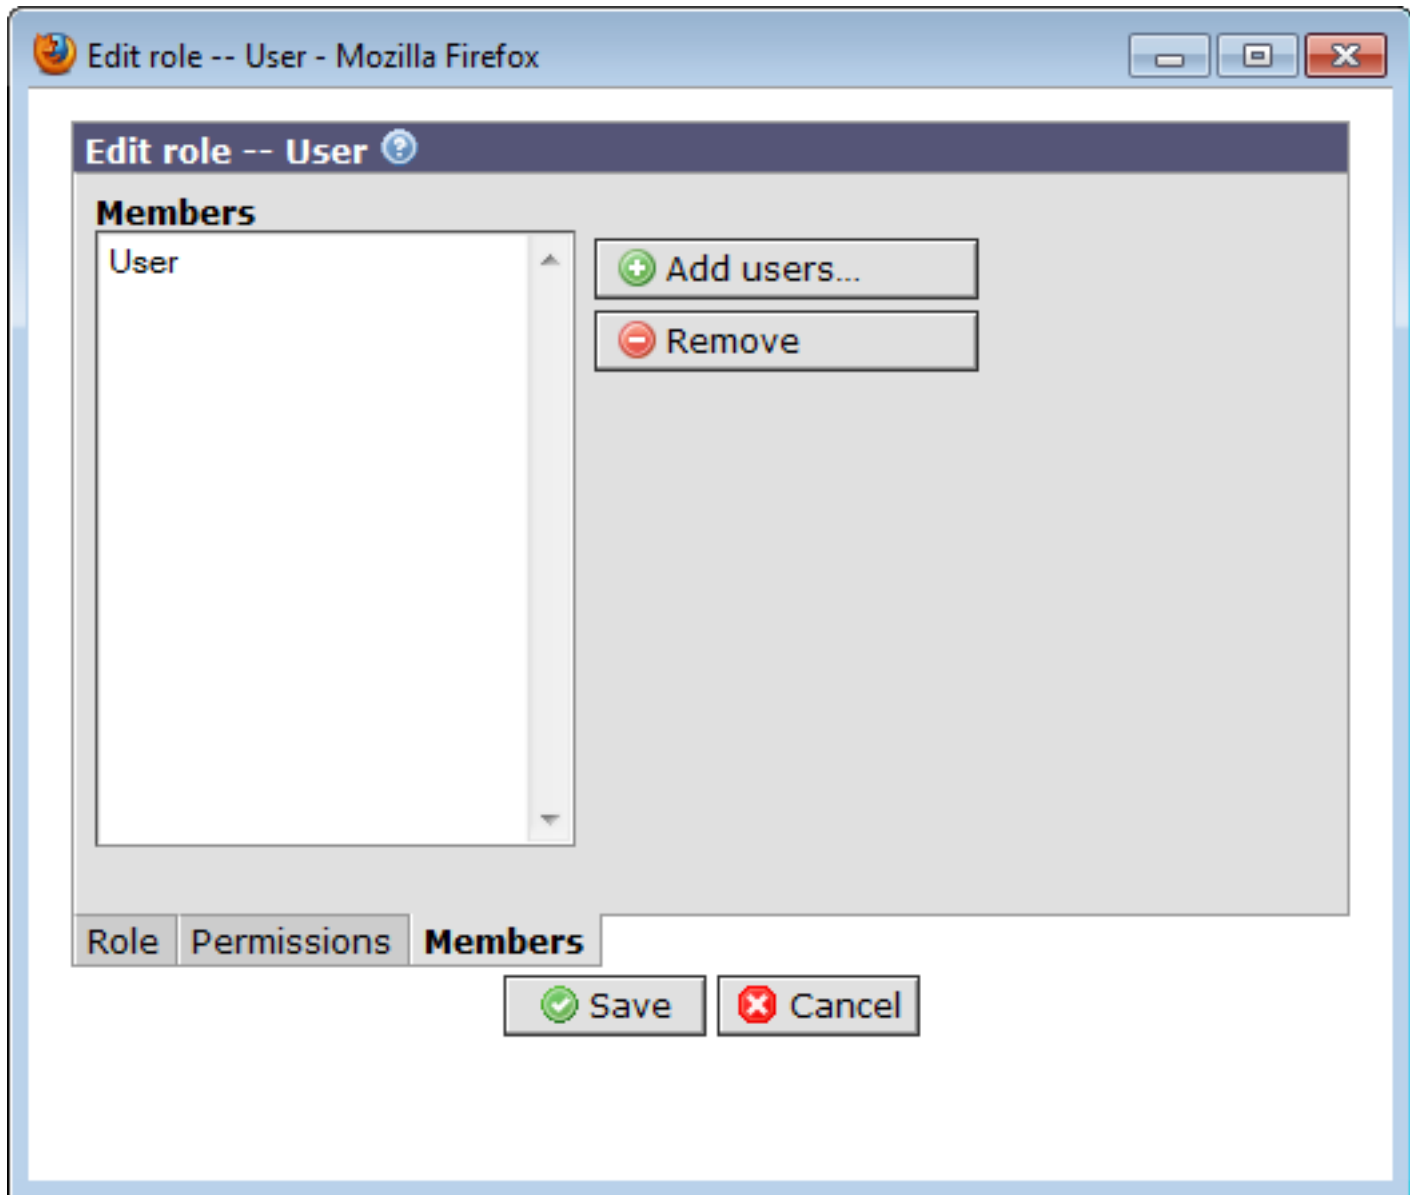 Edit role -- User - Mozilla Firefox
Edit role -- User
Members
User
Add users...
Remove
Role Permissions Members
Save Cancel